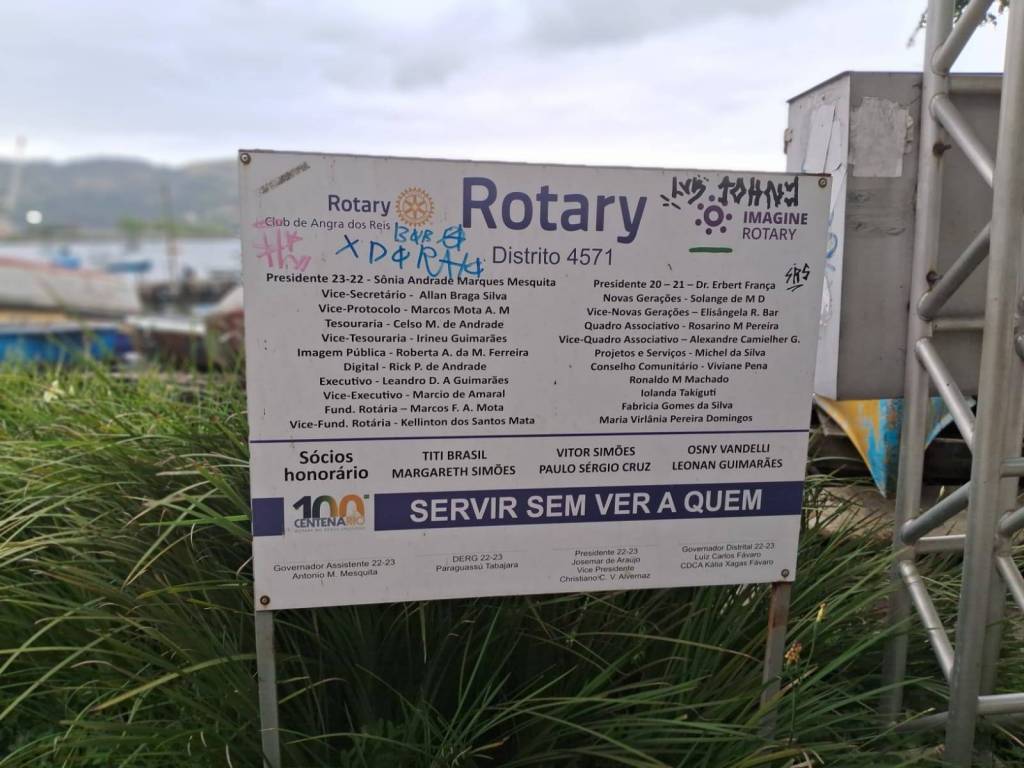 Rotary
Club de Angra dos Reis
Rotary
Distrito 4571
IMAGINE
ROTARY
JOHNY
SRS
Presidente 23-22 - Sônia Andrade Marques Mesquita
Vice-Secretário - Allan Braga Silva
Vice-Protocolo - Marcos Mota A. M
Tesouraria - Celso M. de Andrade
Vice-Tesouraria - Irineu Guimarães
Imagem Pública - Roberta A. da M. Ferreira
Digital - Rick P. de Andrade
Executivo - Leandro D. A Guimarães
Vice-Executivo - Marcio de Amaral
Fund. Rotária – Marcos F. A. Mota
Vice-Fund. Rotária - Kellinton dos Santos Mata
Presidente 20 – 21 – Dr. Erbert França
Novas Gerações - Solange de M D
Vice-Novas Gerações – Elisângela R. Bar
Quadro Associativo - Rosarino M Pereira
Vice-Quadro Associativo – Alexandre Camielher G.
Projetos e Serviços - Michel da Silva
Conselho Comunitário - Viviane Pena
Ronaldo M Machado
Iolanda Takiguti
Fabricia Gomes da Silva
Maria Virlânia Pereira Domingos
Sócios
honorário
TITI BRASIL
MARGARETH SIMÕES
VITOR SIMÕES
PAULO SÉRGIO CRUZ
OSNY VANDELLI
LEONAN GUIMARÃES
100
CENTENÁRIO
SERVIR SEM VER A QUEM
Governador Assistente 22-23
Antonio M. Mesquita
DERG 22-23
Paraguassú Tabajara
Presidente 22-23
Josemar de Araújo
Vice Presidente
Christiano C. V. Alvernaz
Governador Distrital 22-23
Luiz Carlos Fávaro
CDCA Kátia Xagas Fávaro